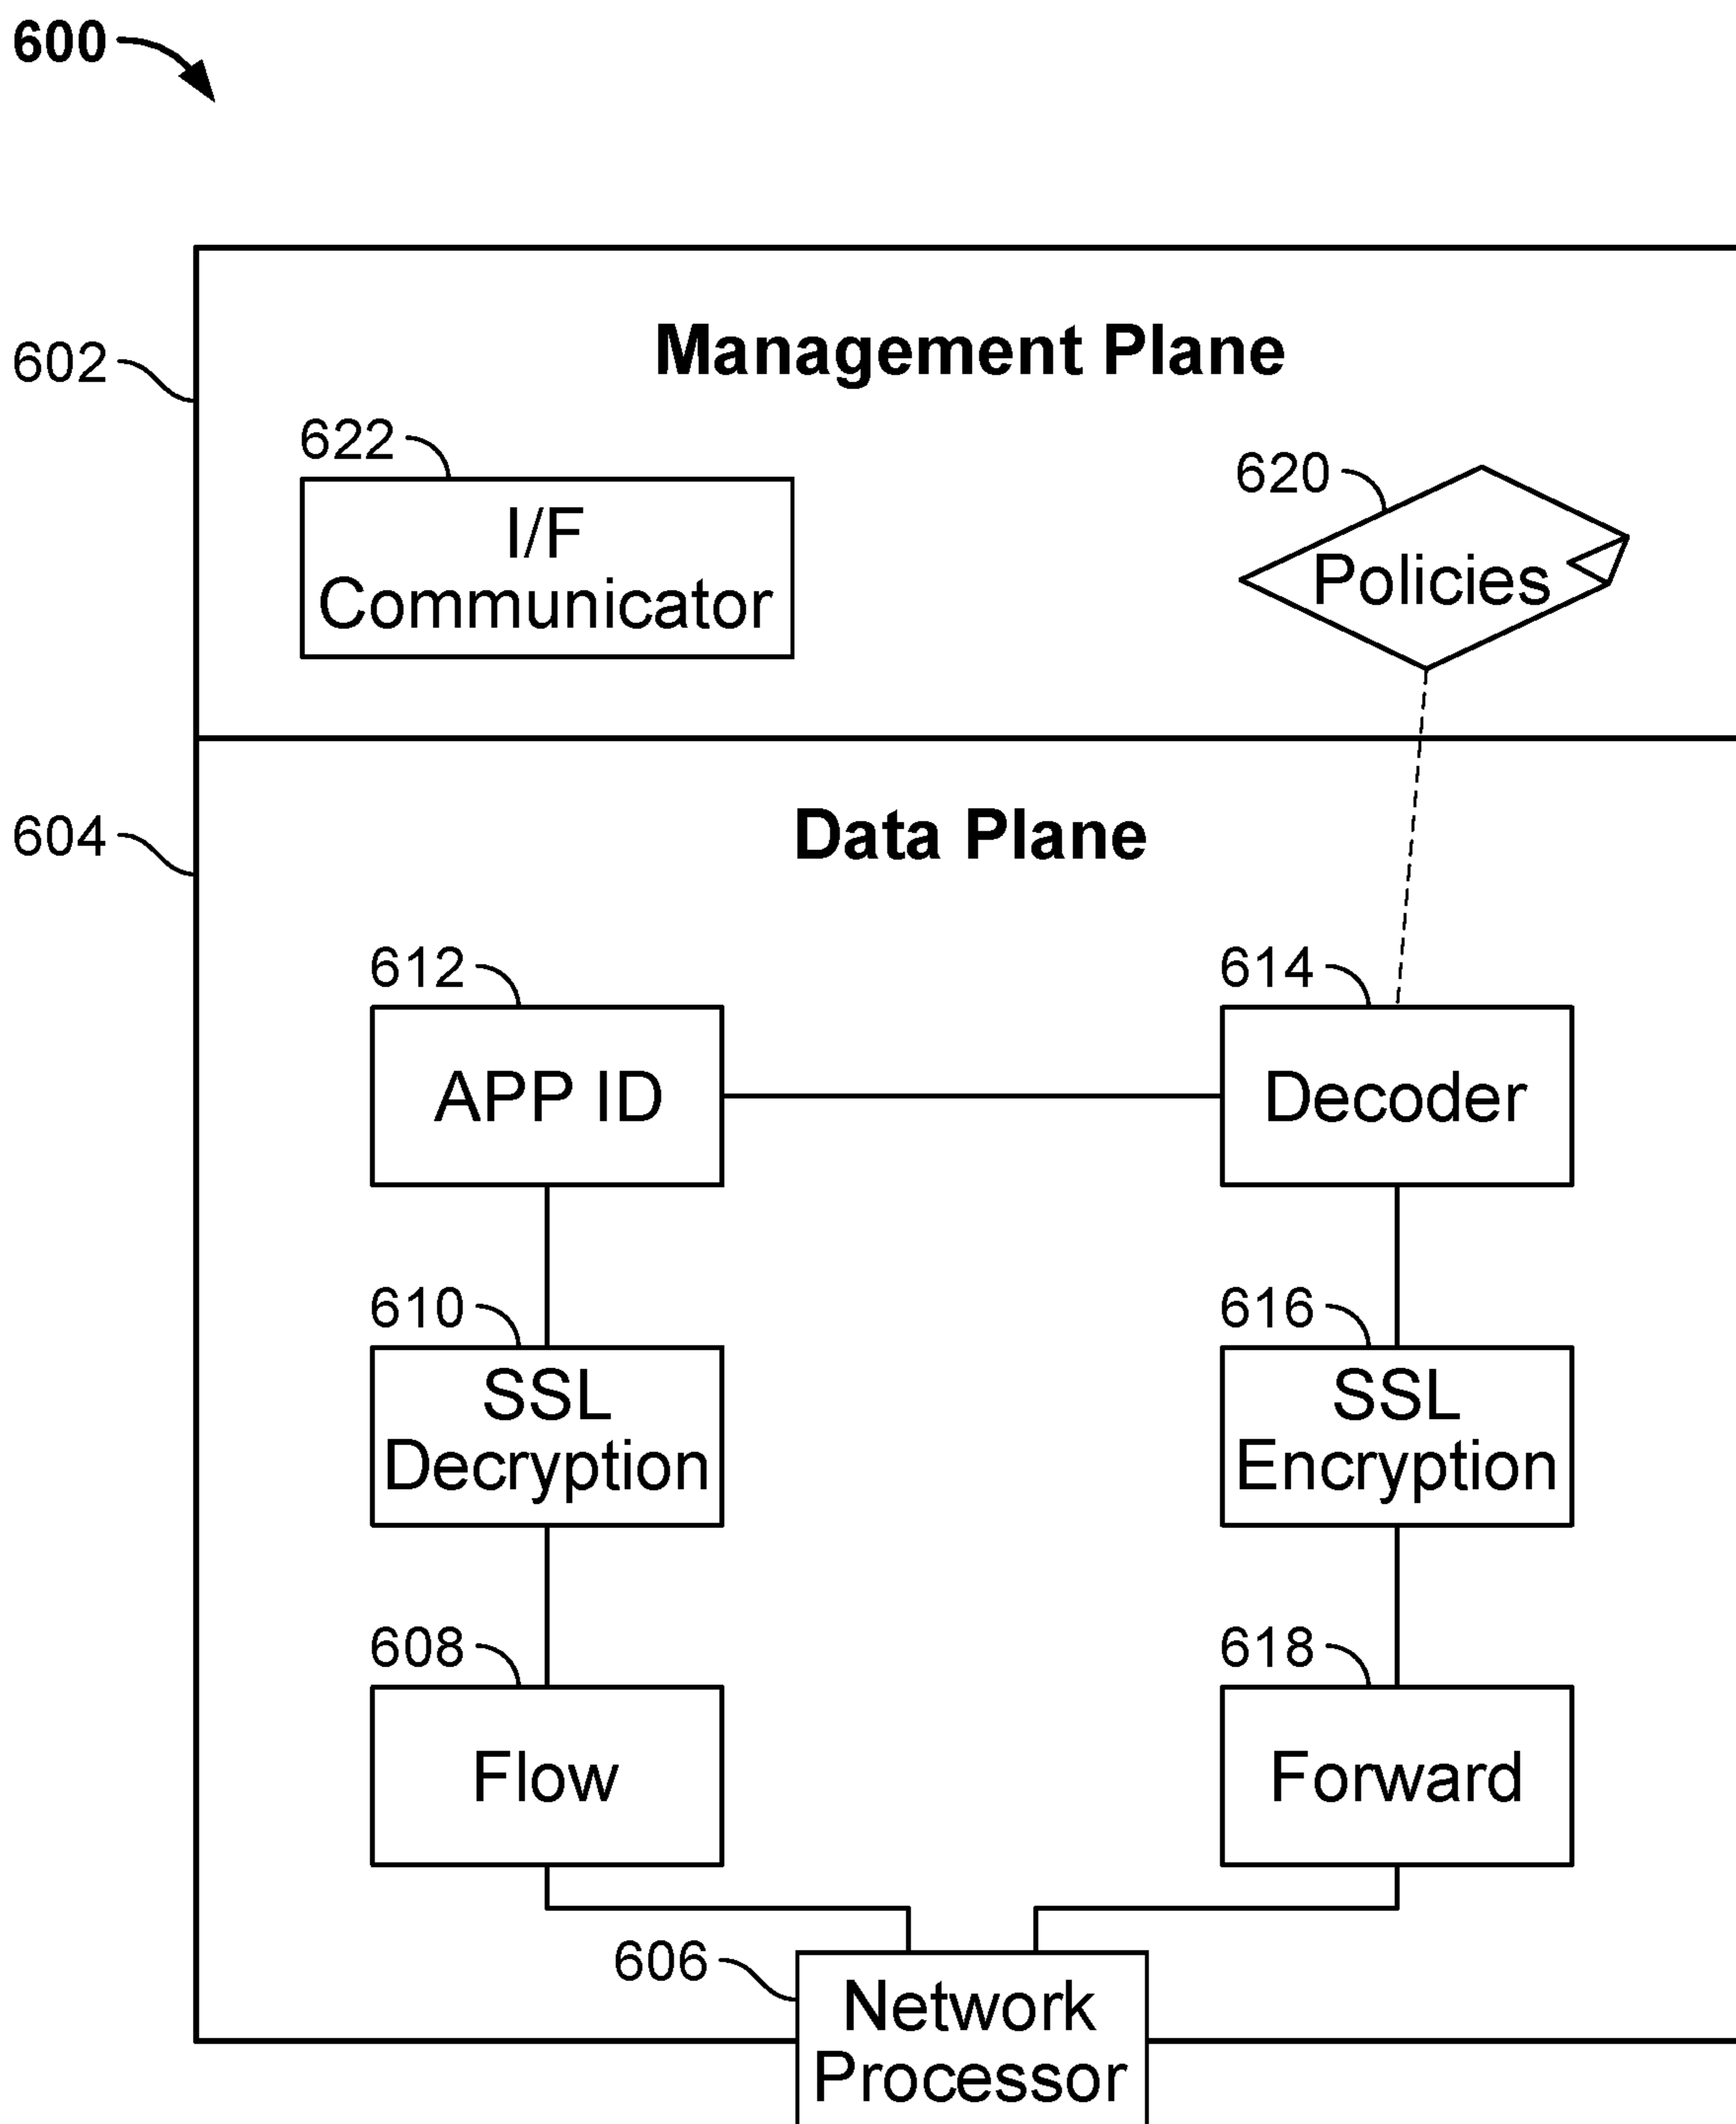 600
602
Management Plane
622
620
I/F
Communicator
Policies
604
Data Plane
612
614
APP ID
Decoder
610
616
SSL
Decryption
SSL
Encryption
608
618
Flow
Forward
606
Network
Processor